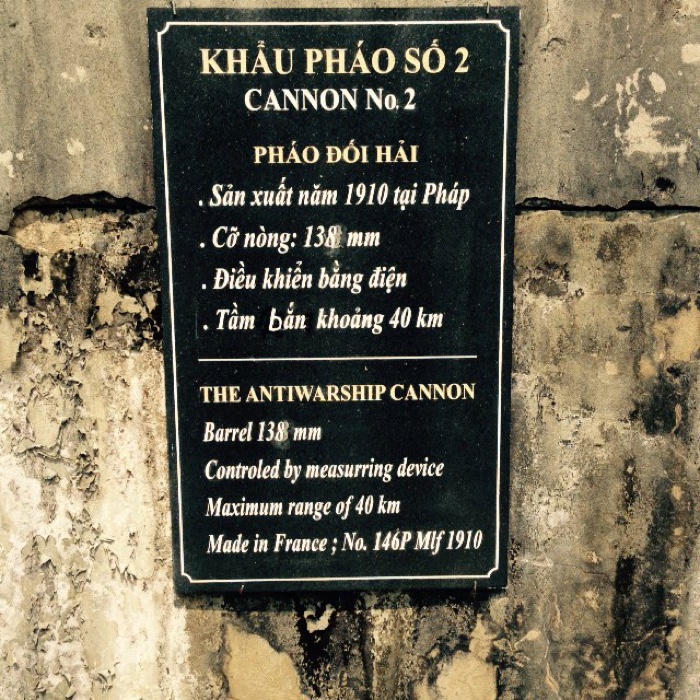 KHẨU PHÁO SỐ 2
CANNON No. 2
PHÁO ĐỐI HẢI
. Sản xuất năm 1910 tại Pháp
. Cỡ nòng: 138 mm
. Điều khiển bằng điện
. Tầm bắn khoảng 40 km
THE ANTIWARSHIP CANNON
Barrel 138 mm
Controled by measurring device
Maximum range of 40 km
Made in France ; No. 146P Mlf 1910